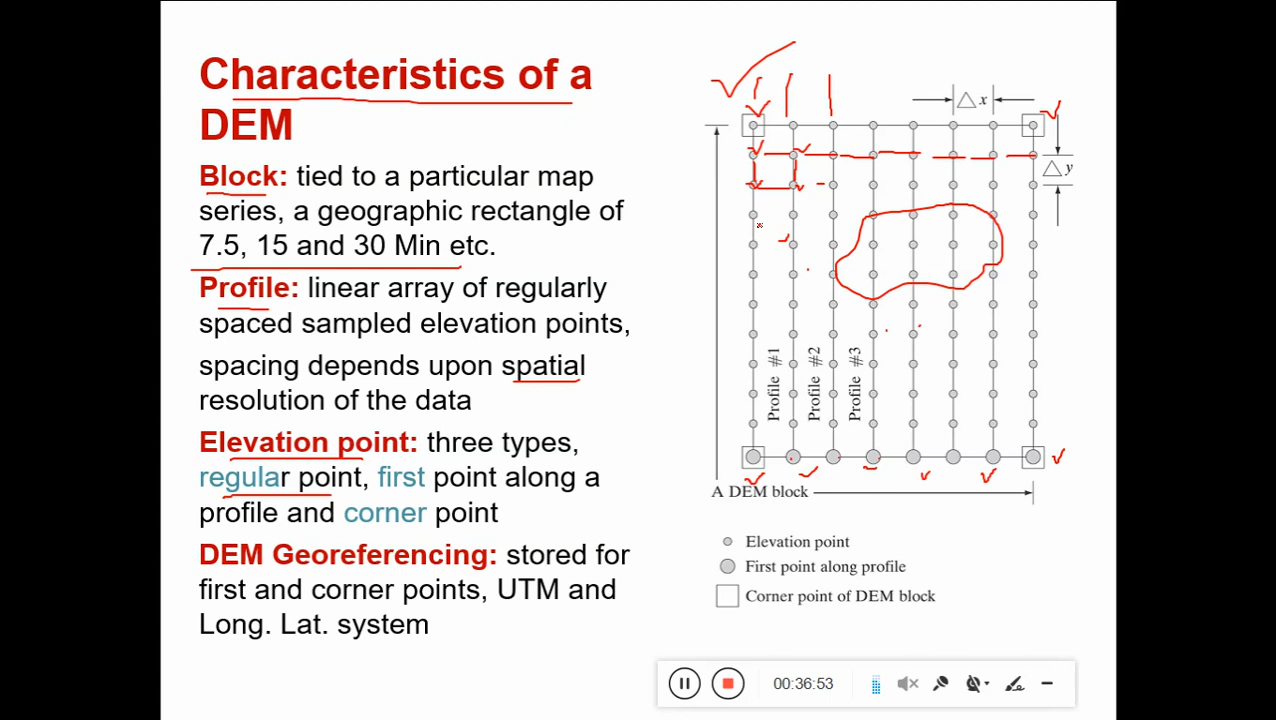 Characteristics of a
DEM
Block: tied to a particular map
series, a geographic rectangle of
7.5, 15 and 30 Min etc.
Profile: linear array of regularly
spaced sampled elevation points,
spacing depends upon spatial
resolution of the data
Elevation point: three types,
regular point, first point along a
profile and corner point
DEM Georeferencing: stored for
first and corner points, UTM and
Long. Lat. system
△ x
△ y
Profile #1
Profile #2
Profile #3
A DEM block
Elevation point
First point along profile
Corner point of DEM block
00:36:53